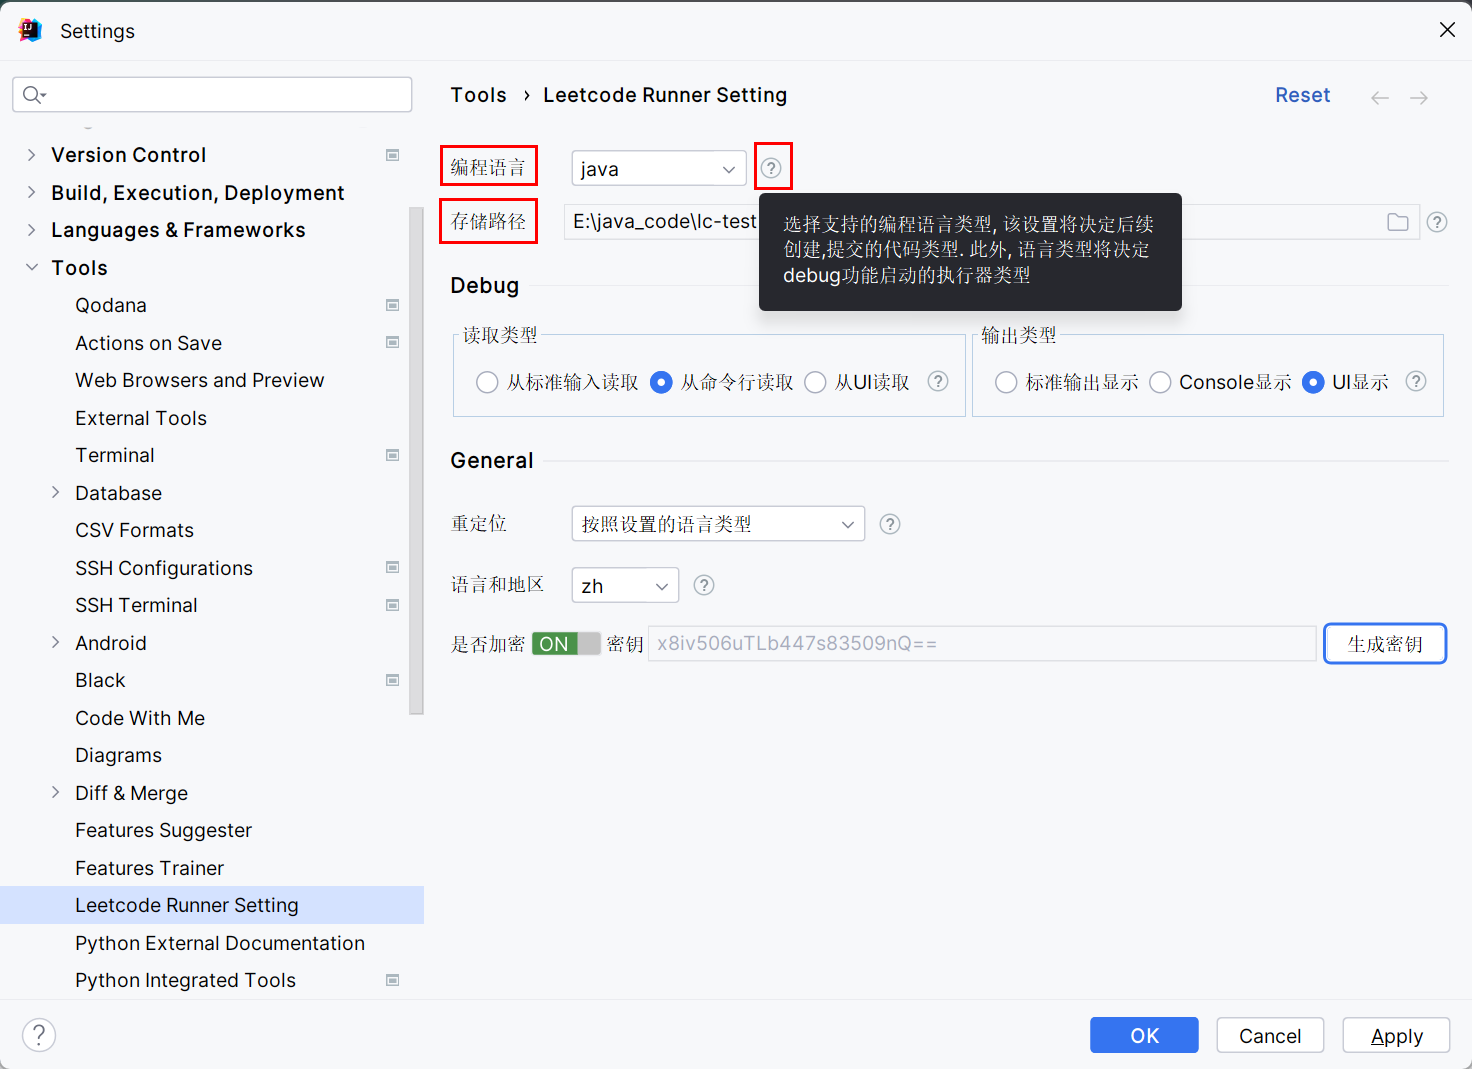 Settings
Tools › Leetcode Runner Setting
Reset
Version Control
Build, Execution, Deployment
Languages & Frameworks
Tools
Qodana
Actions on Save
Web Browsers and Preview
External Tools
Terminal
Database
CSV Formats
SSH Configurations
SSH Terminal
Android
Black
Code With Me
Diagrams
Diff & Merge
Features Suggester
Features Trainer
Leetcode Runner Setting
Python External Documentation
Python Integrated Tools
编程语言 java ?
存储路径 E:\java_code\lc-test ?
选择支持的编程语言类型, 该设置将决定后续
创建,提交的代码类型. 此外, 语言类型将决定
debug功能启动的执行器类型
Debug
读取类型
从标准输入读取 从命令行读取 从UI读取 ?
输出类型
标准输出显示 Console显示 UI显示 ?
General
重定位 按照设置的语言类型 ?
语言和地区 zh ?
是否加密 ON 密钥 x8iv506uTLb447s83509nQ== 生成密钥
? OK Cancel Apply